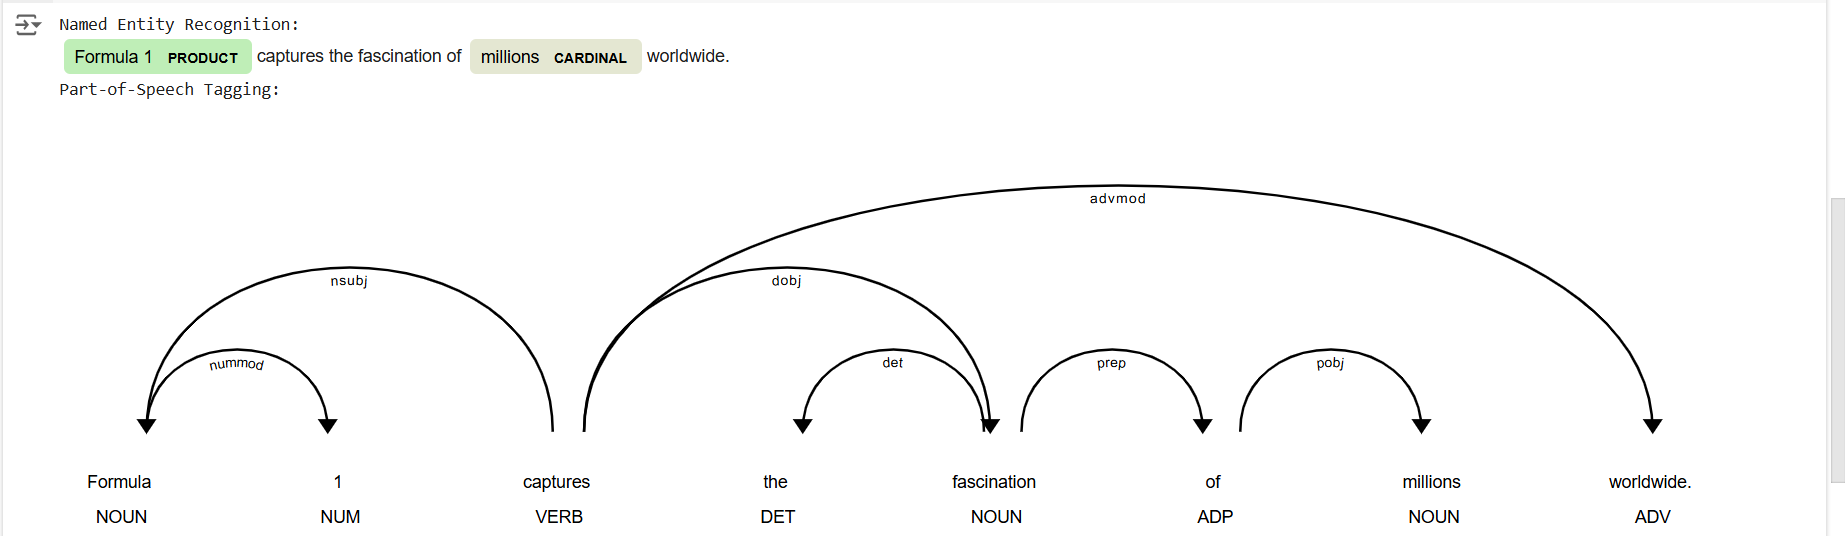 Named Entity Recognition:
Formula 1 PRODUCT captures the fascination of millions CARDINAL worldwide.
Part-of-Speech Tagging:
advmod
nsubj dobj
nummod det prep pobj
Formula 1 captures the fascination of millions worldwide.
NOUN NUM VERB DET NOUN ADP NOUN ADV